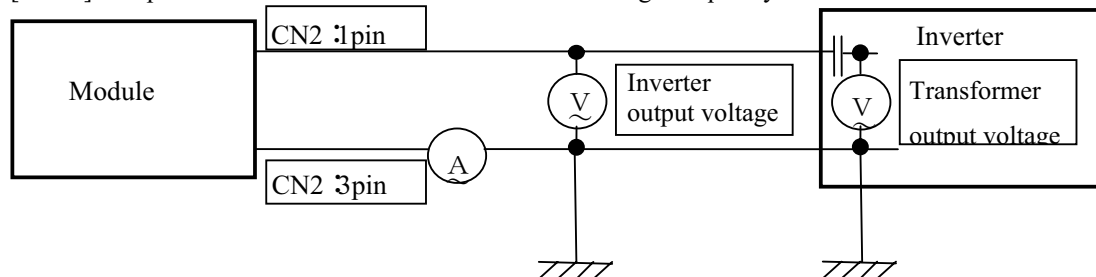 CN2 :1pin
Inverter
Module
Inverter
output voltage
V
V
Transformer
output voltage
A
CN2 :3pin